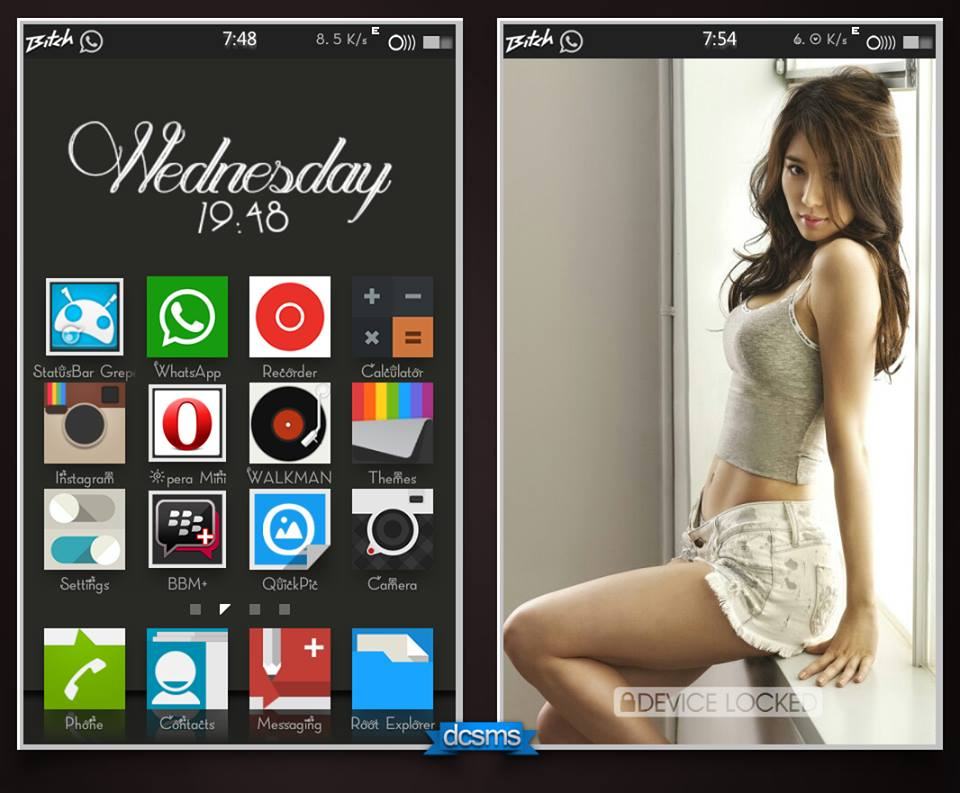 Bitch
7:48
8.5 K/s
E
Wednesday
19:48
StatusBar Grep
WhatsApp
Recorder
Calculator
Instagram
Opera Mini
WALKMAN
Themes
Settings
BBM+
QuickPic
Camera
Phone
Contacts
Messaging
Root Explorer
Bitch
7:54
K/s
E
DEVICE LOCKED
dcsms